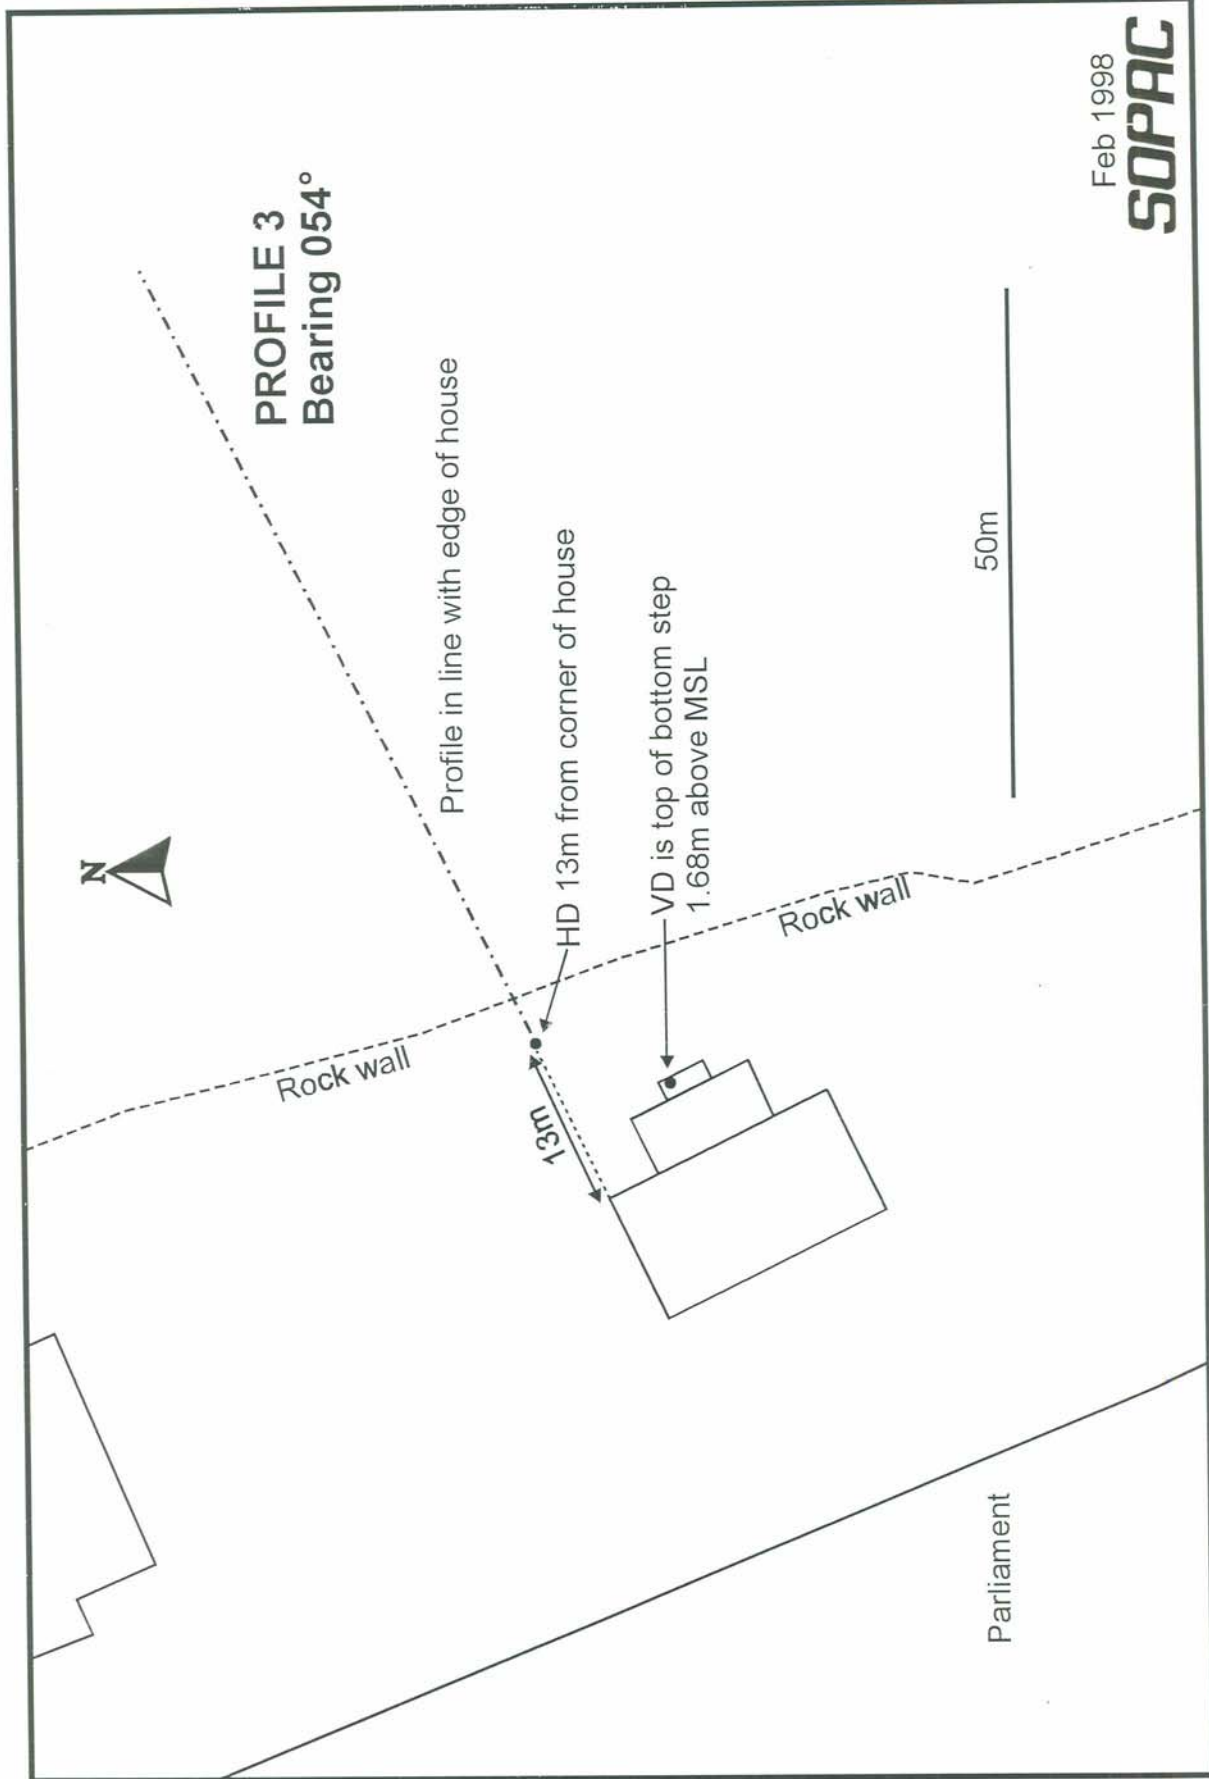 N
PROFILE 3
Bearing 054°
Profile in line with edge of house
HD 13m from corner of house
VD is top of bottom step
1.68m above MSL
Rock wall
Rock wall
13m
50m
Parliament
Feb 1998
SOPAC